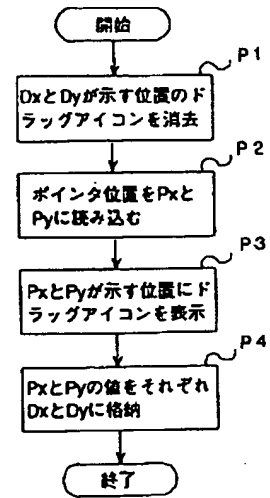 開始
P1
DxとDyが示す位置のド
ラッグアイコンを消去
P2
ポインタ位置をPxと
Pyに読み込む
P3
PxとPyが示す位置にド
ラッグアイコンを表示
P4
PxとPyの値をそれぞれ
DxとDyに格納
終了